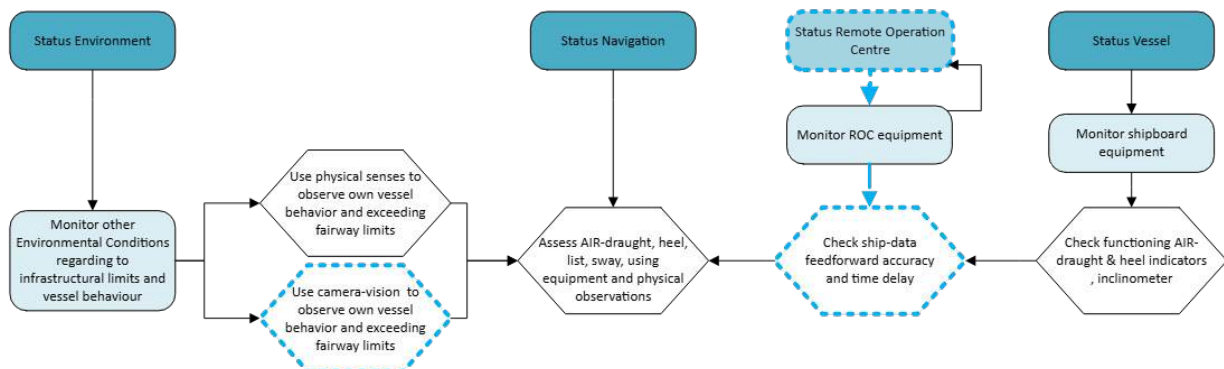 Status Environment
Status Navigation
Status Remote Operation
Centre
Status Vessel
Monitor ROC equipment
Monitor shipboard
equipment
Use physical senses to
observe own vessel
behavior and exceeding
fairway limits
Monitor other
Environmental Conditions
regarding to
infrastructural limits and
vessel behaviour
Use camera-vision to
observe own vessel
behavior and exceeding
fairway limits
Assess AIR-draught, heel,
list, sway, using
equipment and physical
observations
Check ship-data
feedforward accuracy
and time delay
Check functioning AIR-
draught & heel indicators
, inclinometer